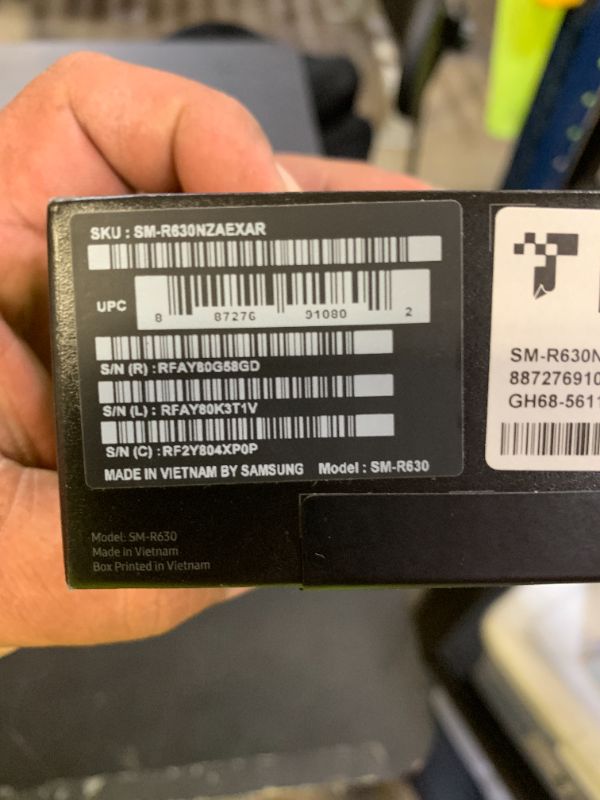 SKU : SM-R630NZAEXAR
UPC
8 87276 91080 2
S/N (R) : RFAY80G58GD
S/N (L) : RFAY80K3T1V
S/N (C) : RF2Y804XP0P
MADE IN VIETNAM BY SAMSUNG Model : SM-R630
Model: SM-R630
Made in Vietnam
Box Printed in Vietnam
SM-R630N
887276910
GH68-5611